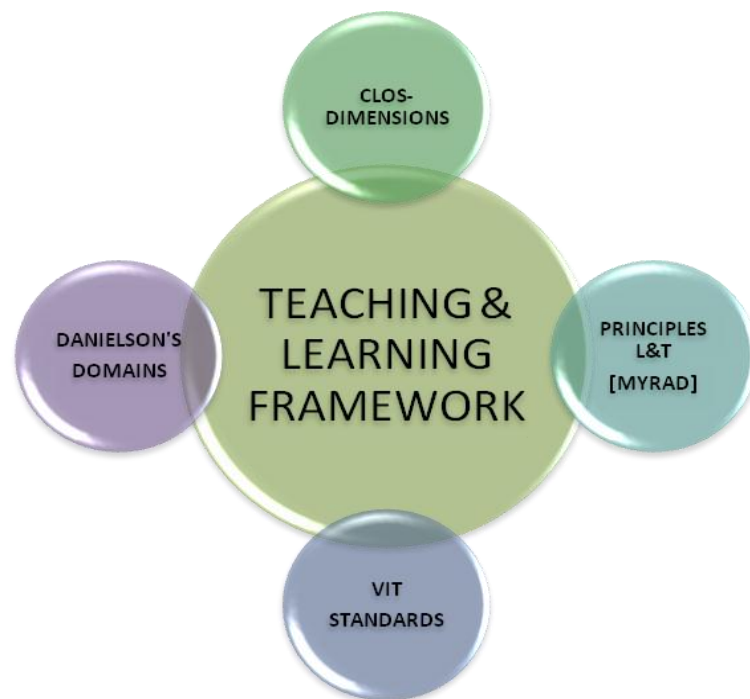 CLOS-
DIMENSIONS
TEACHING &
LEARNING
FRAMEWORK
DANIELSON'S
DOMAINS
PRINCIPLES
L&T
[MYRAD]
VIT
STANDARDS